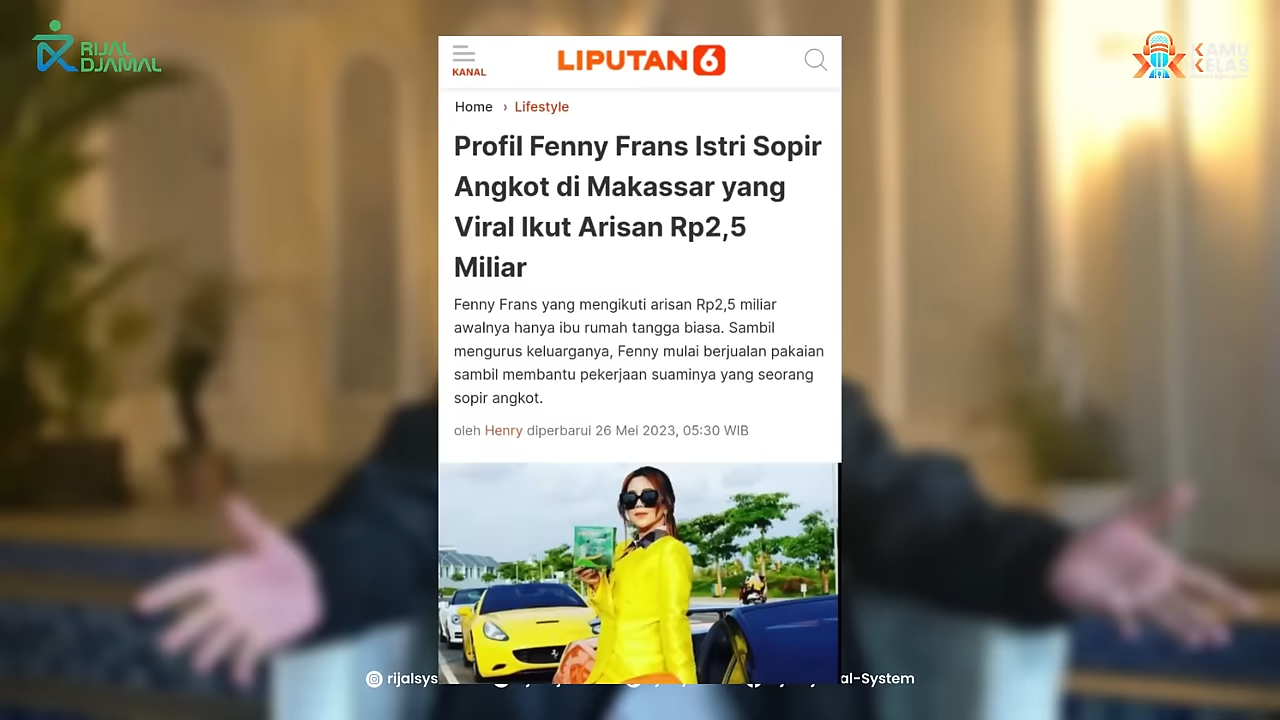 RIJAL
DJAMAL
KAMU
KELAS
KANAL
LIPUTAN 6
Home › Lifestyle
Profil Fenny Frans Istri Sopir
Angkot di Makassar yang
Viral Ikut Arisan Rp2,5
Miliar
Fenny Frans yang mengikuti arisan Rp2,5 miliar
awalnya hanya ibu rumah tangga biasa. Sambil
mengurus keluarganya, Fenny mulai berjualan pakaian
sambil membantu pekerjaan suaminya yang seorang
sopir angkot.
oleh Henry diperbarui 26 Mei 2023, 05:30 WIB
rijalsys
al-System